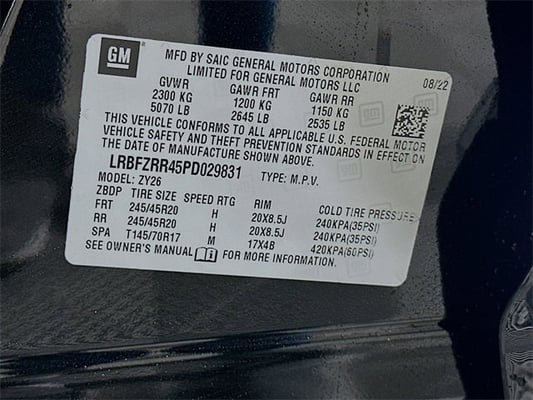 GM
MFD BY SAIC GENERAL MOTORS CORPORATION
LIMITED FOR GENERAL MOTORS LLC
08/22
GVWR GAWR FRT GAWR RR
2300 KG 1200 KG 1150 KG
5070 LB 2645 LB 2535 LB
THIS VEHICLE CONFORMS TO ALL APPLICABLE U.S. FEDERAL MOTOR
VEHICLE SAFETY AND THEFT PREVENTION STANDARDS IN EFFECT ON
THE DATE OF MANUFACTURE SHOWN ABOVE.
LRBFZRR45PD029831 TYPE: M.P.V.
MODEL: ZY26
ZBDP TIRE SIZE SPEED RTG RIM COLD TIRE PRESSURE
FRT 245/45R20 H 20X8.5J 240KPA(35PSI)
RR 245/45R20 H 20X8.5J 240KPA(35PSI)
SPA T145/70R17 M 17X4B 420KPA(60PSI)
SEE OWNER'S MANUAL FOR MORE INFORMATION.